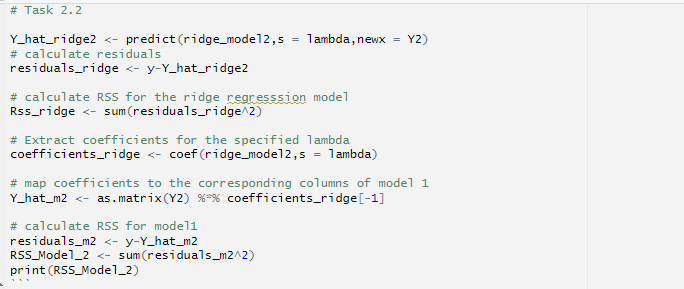 # Task 2.2
Y_hat_ridge2 <- predict(ridge_model2,s = lambda,newx = Y2)
# calculate residuals
residuals_ridge <- y-Y_hat_ridge2
# calculate RSS for the ridge regresssion model
Rss_ridge <- sum(residuals_ridge^2)
# Extract coefficients for the specified lambda
coefficients_ridge <- coef(ridge_model2,s = lambda)
# map coefficients to the corresponding columns of model 1
Y_hat_m2 <- as.matrix(Y2) %*% coefficients_ridge[-1]
# calculate RSS for model1
residuals_m2 <- y-Y_hat_m2
RSS_Model_2 <- sum(residuals_m2^2)
print(RSS_Model_2)
```